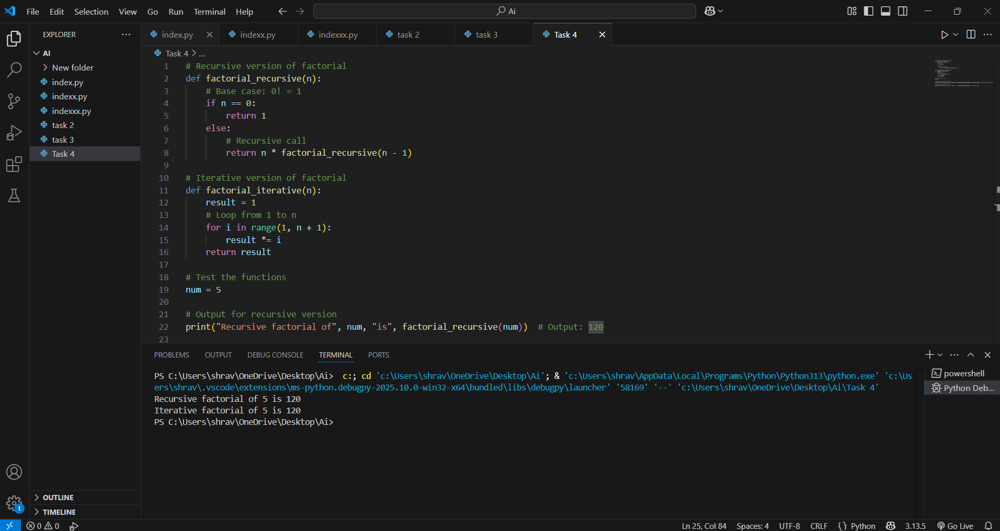 File Edit Selection View Go Run Terminal Help
Ai
EXPLORER
AI
New folder
index.py
indexx.py
indexxx.py
task 2
task 3
Task 4
OUTLINE
TIMELINE
index.py indexx.py indexxx.py task 2 task 3 Task 4
Task 4 > ...
1 # Recursive version of factorial
2 def factorial_recursive(n):
3 # Base case: 0! = 1
4 if n == 0:
5 return 1
6 else:
7 # Recursive call
8 return n * factorial_recursive(n - 1)
9
10 # Iterative version of factorial
11 def factorial_iterative(n):
12 result = 1
13 # Loop from 1 to n
14 for i in range(1, n + 1):
15 result *= i
16 return result
17
18 # Test the functions
19 num = 5
20
21 # Output for recursive version
22 print("Recursive factorial of", num, "is", factorial_recursive(num)) # Output: 120
23
PROBLEMS OUTPUT DEBUG CONSOLE TERMINAL PORTS
PS C:\Users\shrav\OneDrive\Desktop\Ai> c:; cd 'c:\Users\shrav\OneDrive\Desktop\Ai'; & 'c:\Users\shrav\AppData\Local\Programs\Python\Python313\python.exe' 'c:\Us
ers\shrav\.vscode\extensions\ms-python.debugpy-2025.10.0-win32-x64\bundled\libs\debugpy\launcher' '58169' '--' 'c:\Users\shrav\OneDrive\Desktop\Ai\Task 4'
Recursive factorial of 5 is 120
Iterative factorial of 5 is 120
PS C:\Users\shrav\OneDrive\Desktop\Ai>
powershell
Python Deb...
1
0 0 Ln 25, Col 84 Spaces: 4 UTF-8 CRLF {} Python 3.13.5 Go Live